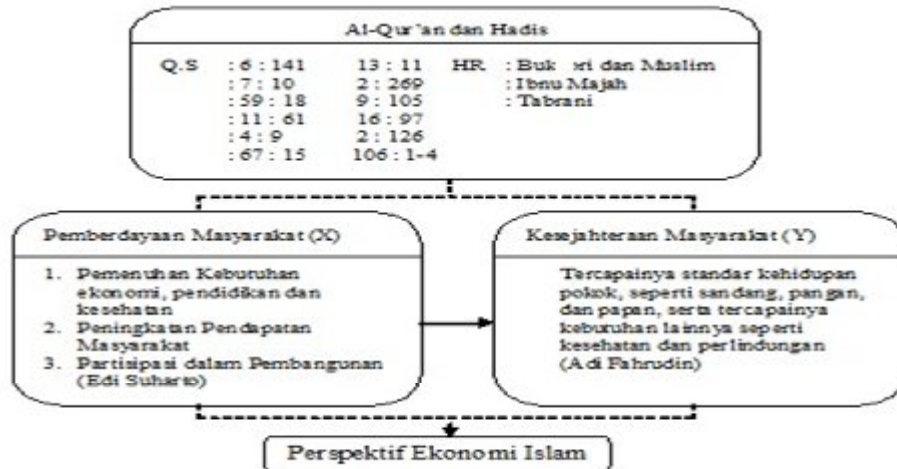 Al-Qur'an dan Hadis
Q.S : 6 : 141 13 : 11 HR : Buk ri dan Muslim
: 7 : 10 2 : 269 : Ibnu Majah
: 59 : 18 9 : 105 : Tabrani
: 11 : 61 16 : 97
: 4 : 9 2 : 126
: 67 : 15 106 : 1-4
Pemberdayaan Masyarakat (X)
1. Pemenuhan Kebutuhan
ekonomi, pendidikan dan
kesehatan
2. Peningkatan Pendapatan
Masyarakat
3. Partisipasi dalam Pembangunan
(Edi Suharto)
Kesejahteraan Masyarakat (Y)
Tercapainya standar kehidupan
pokok, seperti sandang, pangan,
dan papan, serta tercapainya
kebutuhan lainnya seperti
kesehatan dan perlindungan
(Adi Fahrudin)
Perspektif Ekonomi Islam